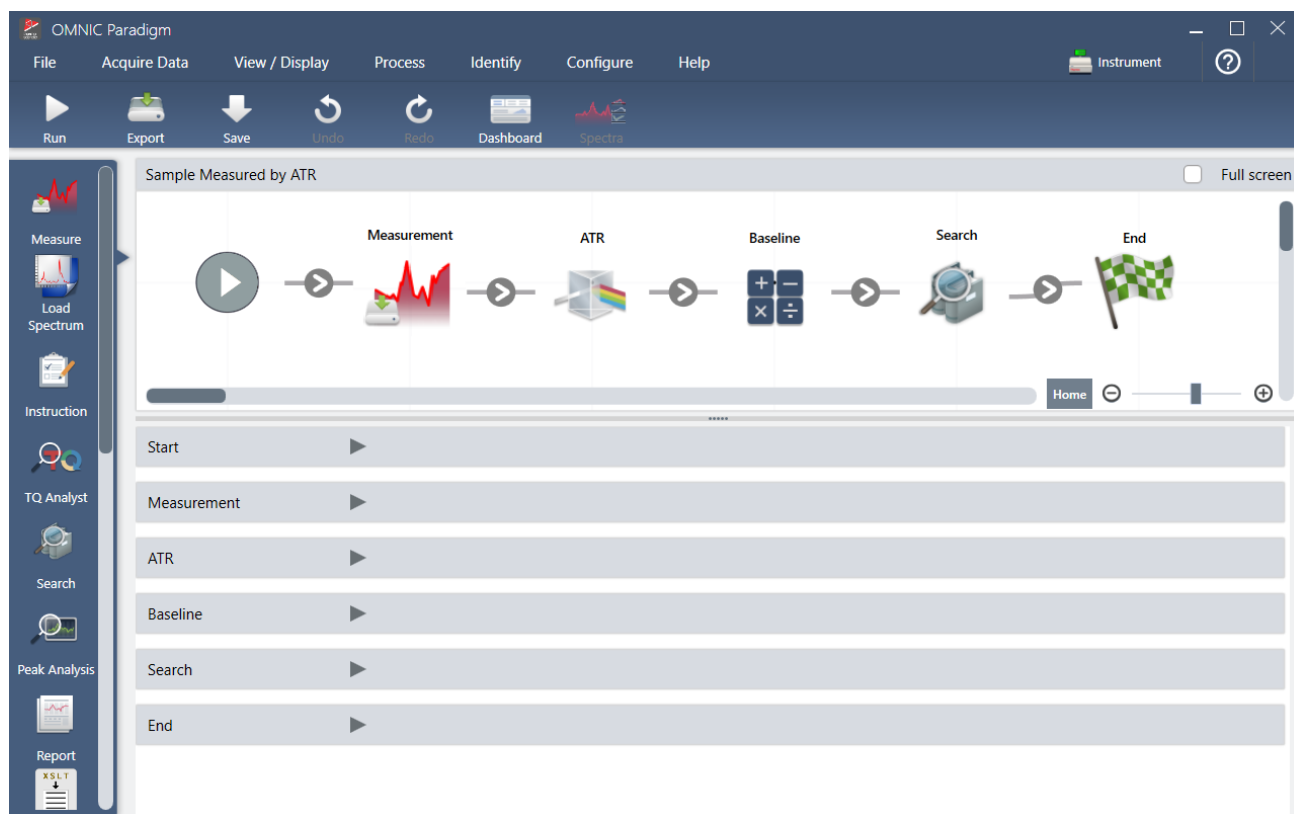 OMNIC Paradigm
File Acquire Data View / Display Process Identify Configure Help Instrument ?
Run Export Save Undo Redo Dashboard Spectra
Sample Measured by ATR Full screen
Measurement ATR Baseline Search End
Home
Measure
Load
Spectrum
Instruction
TQ Analyst
Search
Peak Analysis
Report
XSLT
Start
Measurement
ATR
Baseline
Search
End